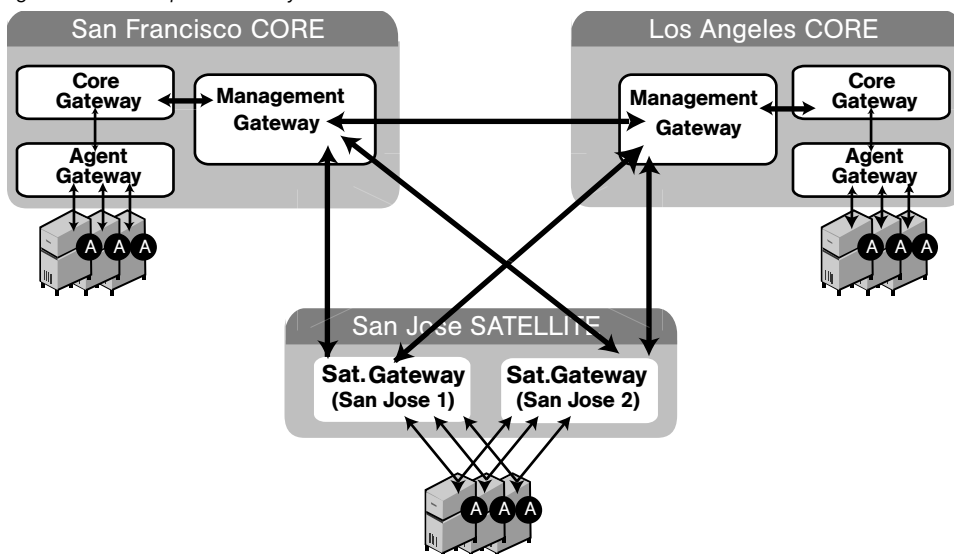 San Francisco CORE
Core
Gateway
Management
Gateway
Agent
Gateway
A A A
Los Angeles CORE
Management
Gateway
Core
Gateway
Agent
Gateway
A A A
San Jose SATELLITE
Sat.Gateway
(San Jose 1)
Sat.Gateway
(San Jose 2)
A A A